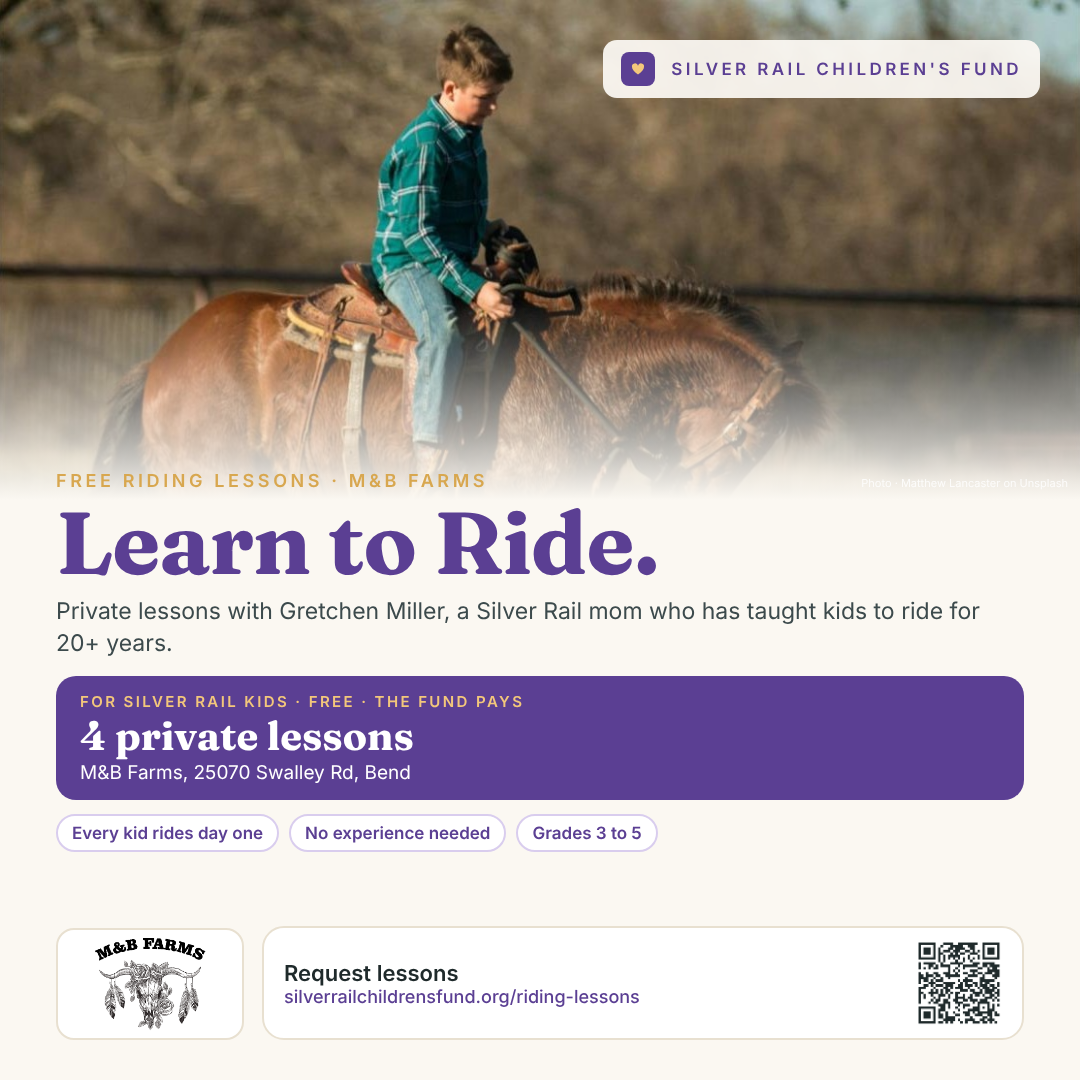 SILVER RAIL CHILDREN'S FUND
FREE RIDING LESSONS · M&B FARMS
Photo · Matthew Lancaster on Unsplash
Learn to Ride.
Private lessons with Gretchen Miller, a Silver Rail mom who has taught kids to ride for
20+ years.
FOR SILVER RAIL KIDS · FREE · THE FUND PAYS
4 private lessons
M&B Farms, 25070 Swalley Rd, Bend
Every kid rides day one
No experience needed
Grades 3 to 5
M&B FARMS
Request lessons
silverrailchildrensfund.org/riding-lessons